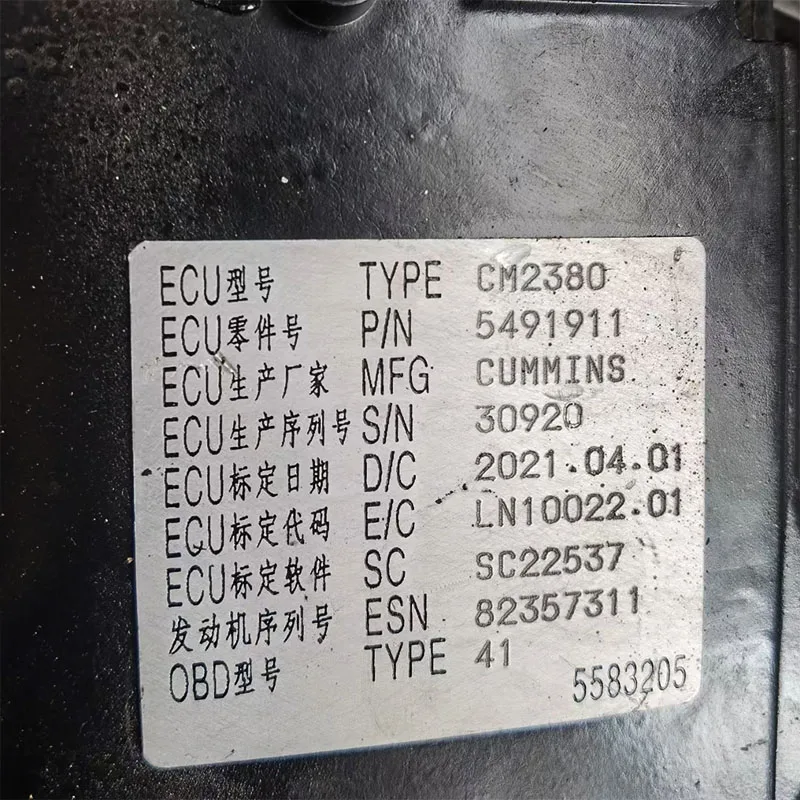 ECU型号 TYPE CM2380
ECU零件号 P/N 5491911
ECU生产厂家 MFG CUMMINS
ECU生产序列号 S/N 30920
ECU标定日期 D/C 2021.04.01
ECU标定代码 E/C LN10022.01
ECU标定软件 SC SC22537
发动机序列号 ESN 82357311
OBD型号 TYPE 41
5583205